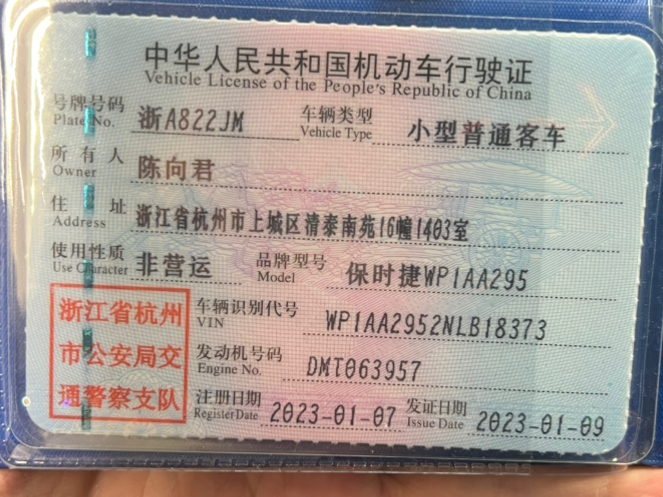 中华人民共和国机动车行驶证
Vehicle License of the People's Republic of China
号牌号码 浙A822JM 车辆类型 小型普通客车
Plate No. Vehicle Type
所有人 陈向君
Owner
住址 浙江省杭州市上城区清泰南苑16幢1403室
Address
使用性质 非营运 品牌型号 保时捷WP1AA295
Use Character Model
浙江省杭州 车辆识别代号 WP1AA2952NLB18373
VIN
市公安局交 发动机号码 DMT063957
Engine No.
通警察支队 注册日期 2023-01-07 发证日期 2023-01-09
Register Date Issue Date